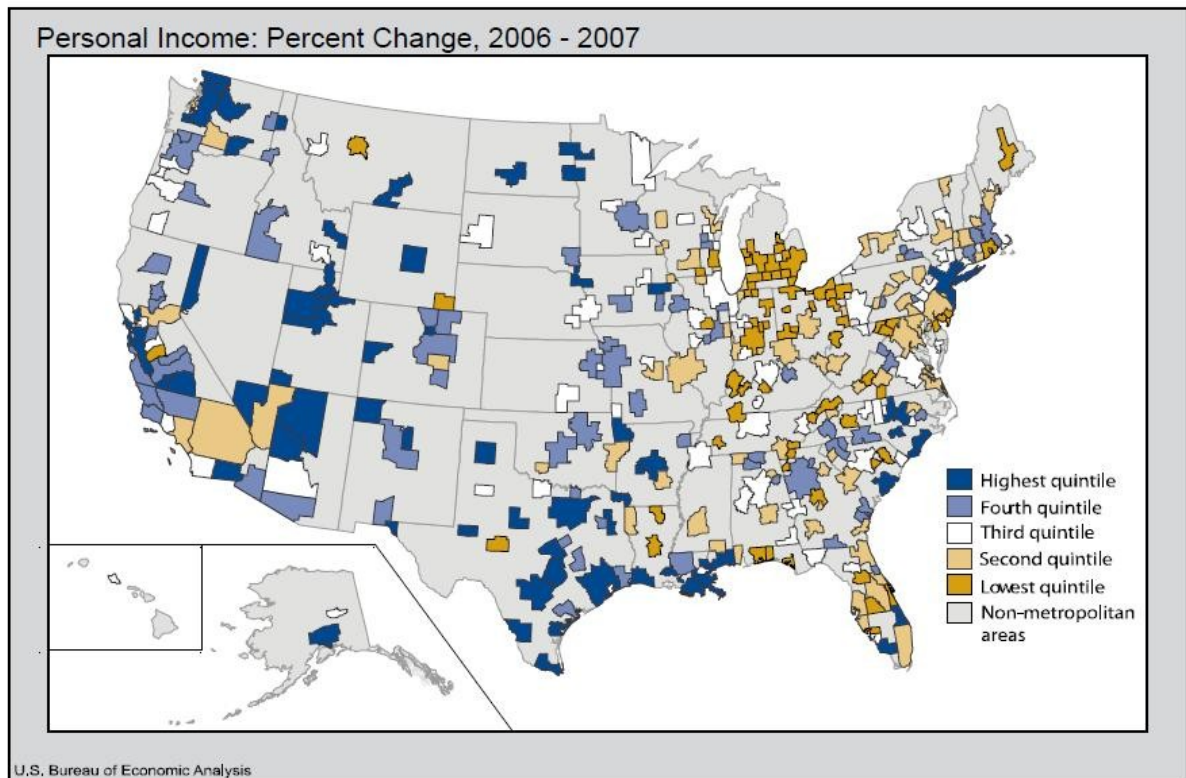 Personal Income: Percent Change, 2006 - 2007
Highest quintile
Fourth quintile
Third quintile
Second quintile
Lowest quintile
Non-metropolitan
areas
U.S. Bureau of Economic Analysis